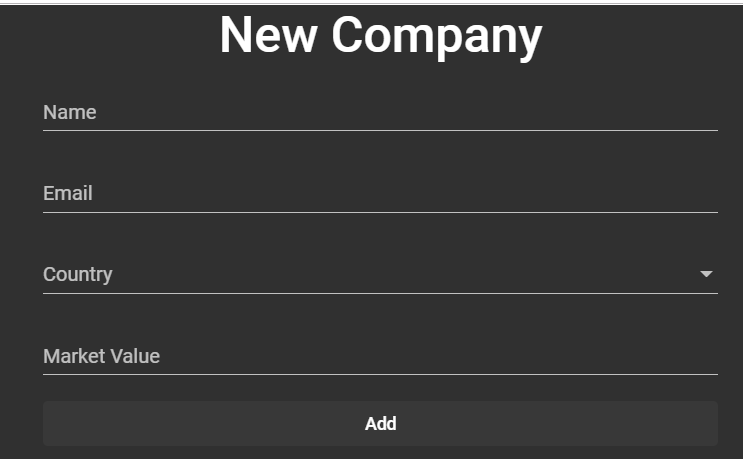 New Company
Name
Email
Country
Market Value
Add